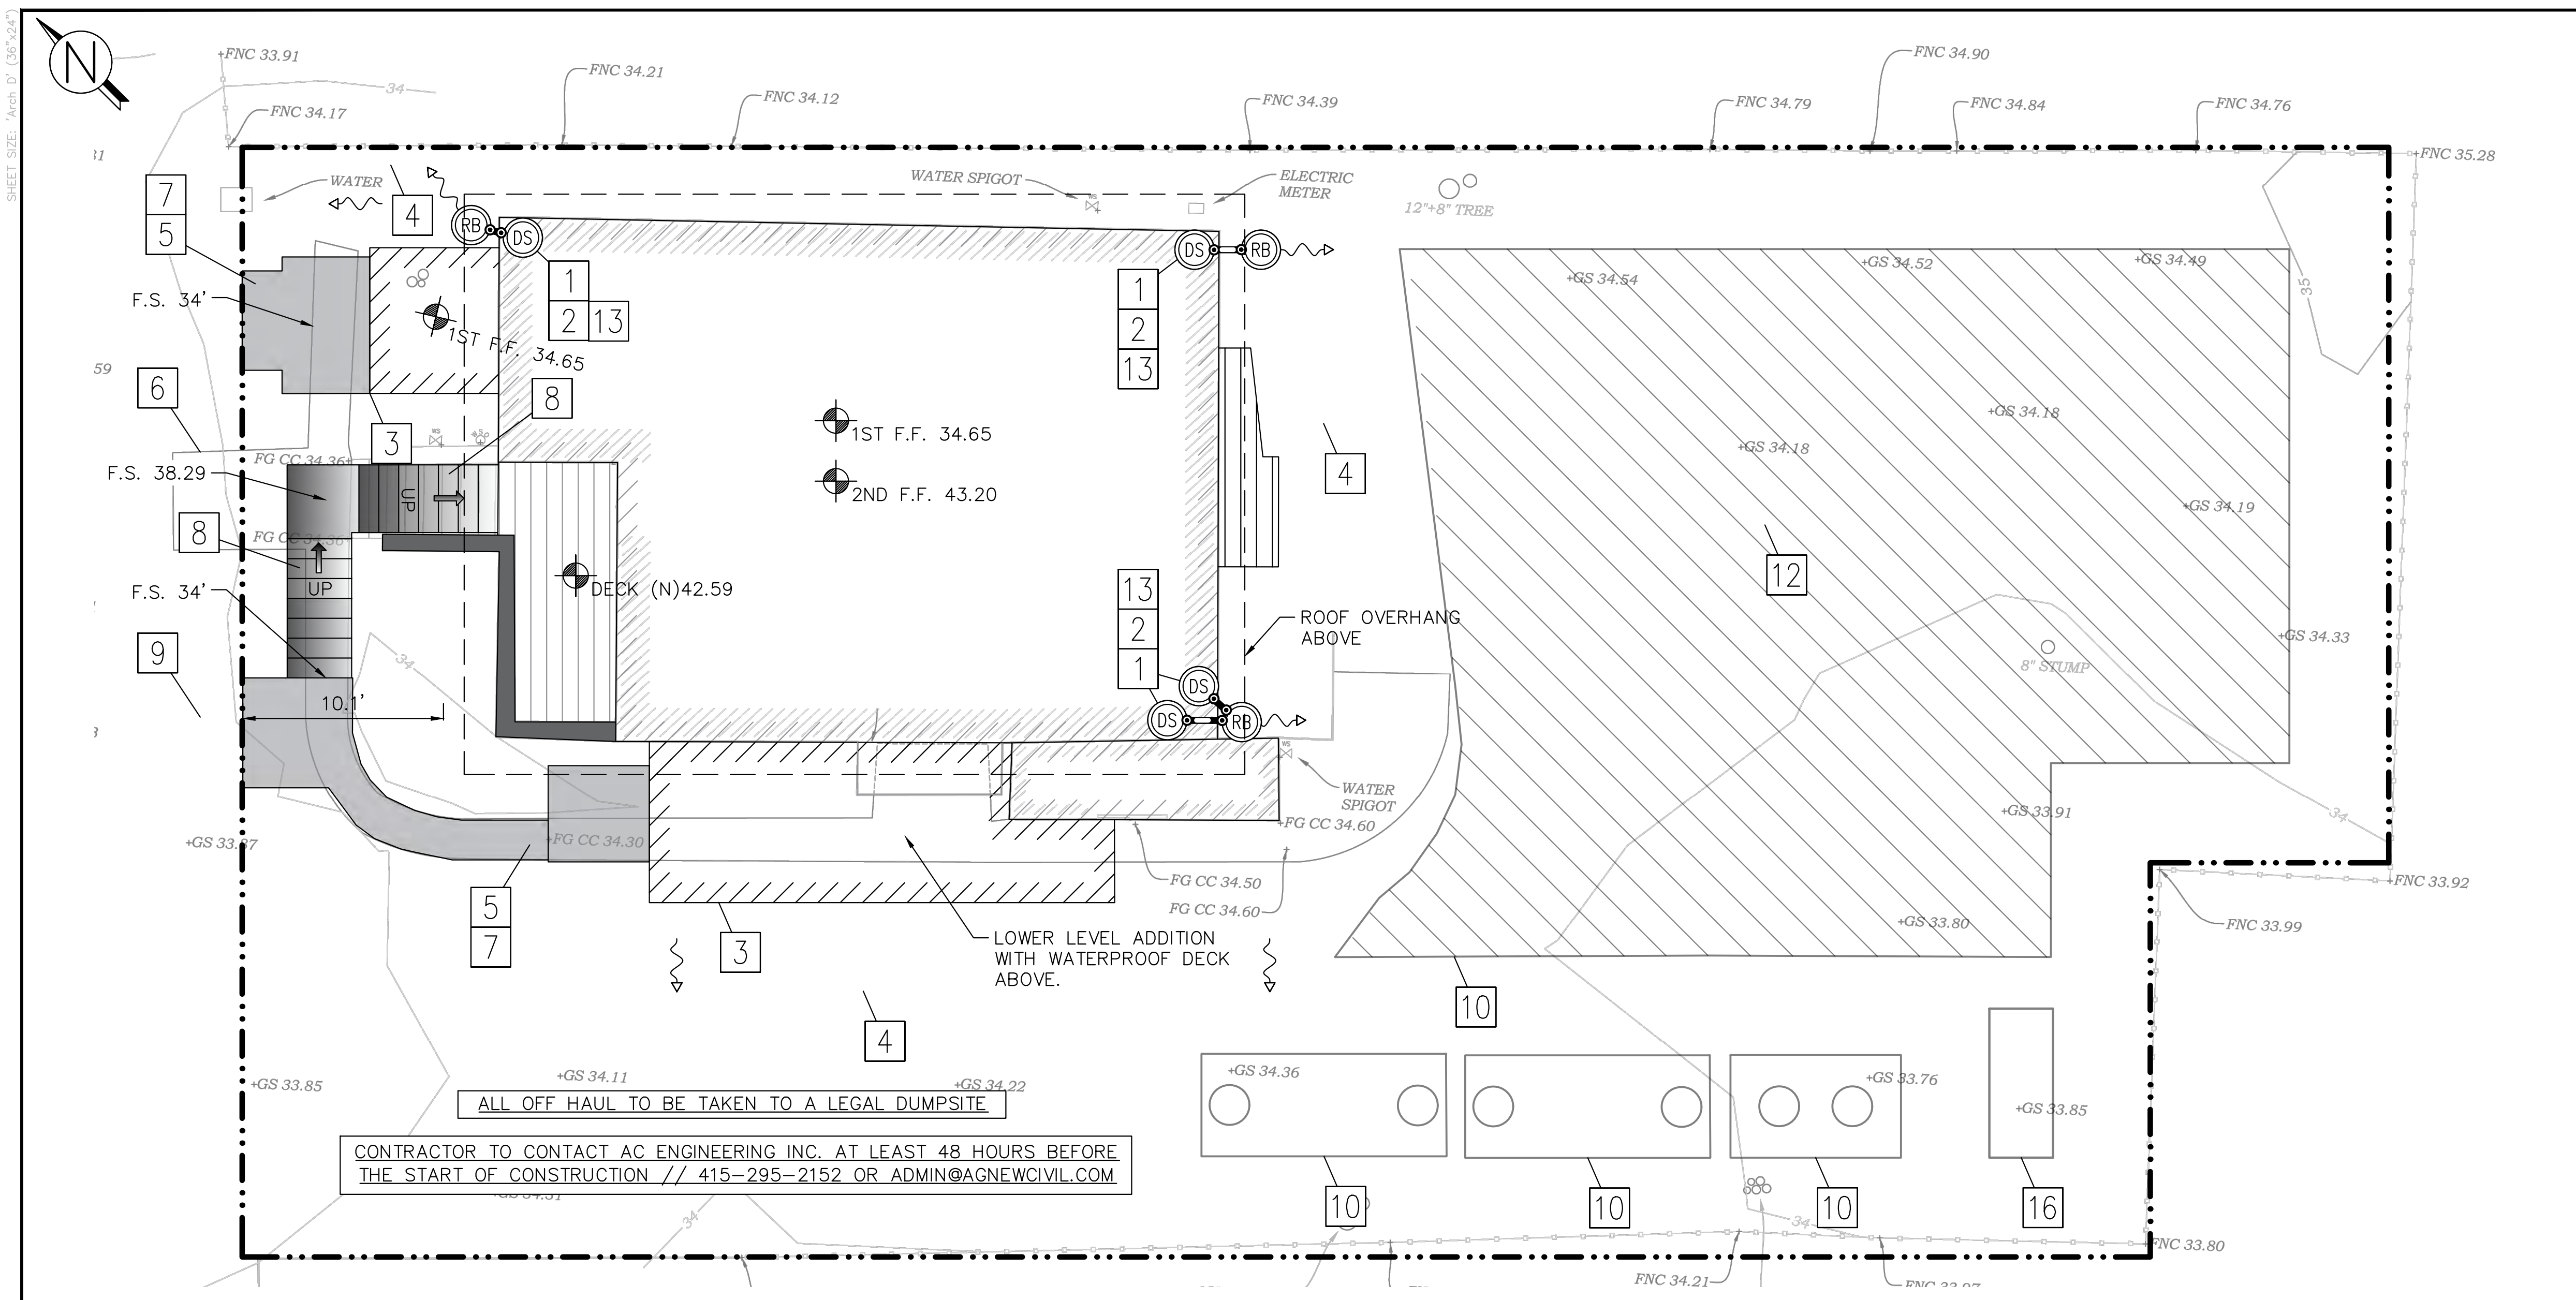 SHEET SIZE: 'Arch D' (36"x24")
N
FNC 33.91
34
FNC 34.17
FNC 34.21
FNC 34.12
FNC 34.39
FNC 34.79
FNC 34.90
FNC 34.84
FNC 34.76
FNC 35.28
WATER
4
RB
DS
WATER SPIGOT
WS
ELECTRIC
METER
12"+8" TREE
7
5
F.S. 34'
1
2
13
DS
RB
1
2
13
1ST F.F. 34.65
GS 34.54
GS 34.52
GS 34.49
35
59
6
8
3
WS
FG CC 34.36
F.S. 38.29
UP
1ST F.F. 34.65
2ND F.F. 43.20
4
GS 34.18
GS 34.18
GS 34.19
8
FG CC 34.36
F.S. 34'
UP
DECK (N)42.59
12
13
2
1
ROOF OVERHANG
ABOVE
GS 34.33
8" STUMP
9
34
10.1'
DS
DS
RB
WS
WATER
SPIGOT
GS 33.91
34
GS 33.87
FG CC 34.30
FG CC 34.60
FG CC 34.50
FG CC 34.60
5
7
3
LOWER LEVEL ADDITION
WITH WATERPROOF DECK
ABOVE.
GS 33.80
FNC 33.92
FNC 33.99
10
4
GS 33.85
GS 34.11
GS 34.22
GS 34.36
GS 33.76
GS 33.85
ALL OFF HAUL TO BE TAKEN TO A LEGAL DUMPSITE
CONTRACTOR TO CONTACT AC ENGINEERING INC. AT LEAST 48 HOURS BEFORE
THE START OF CONSTRUCTION // 415-295-2152 OR ADMIN@AGNEWCIVIL.COM
34
10
10
10
16
34
FNC 33.80
FNC 34.21